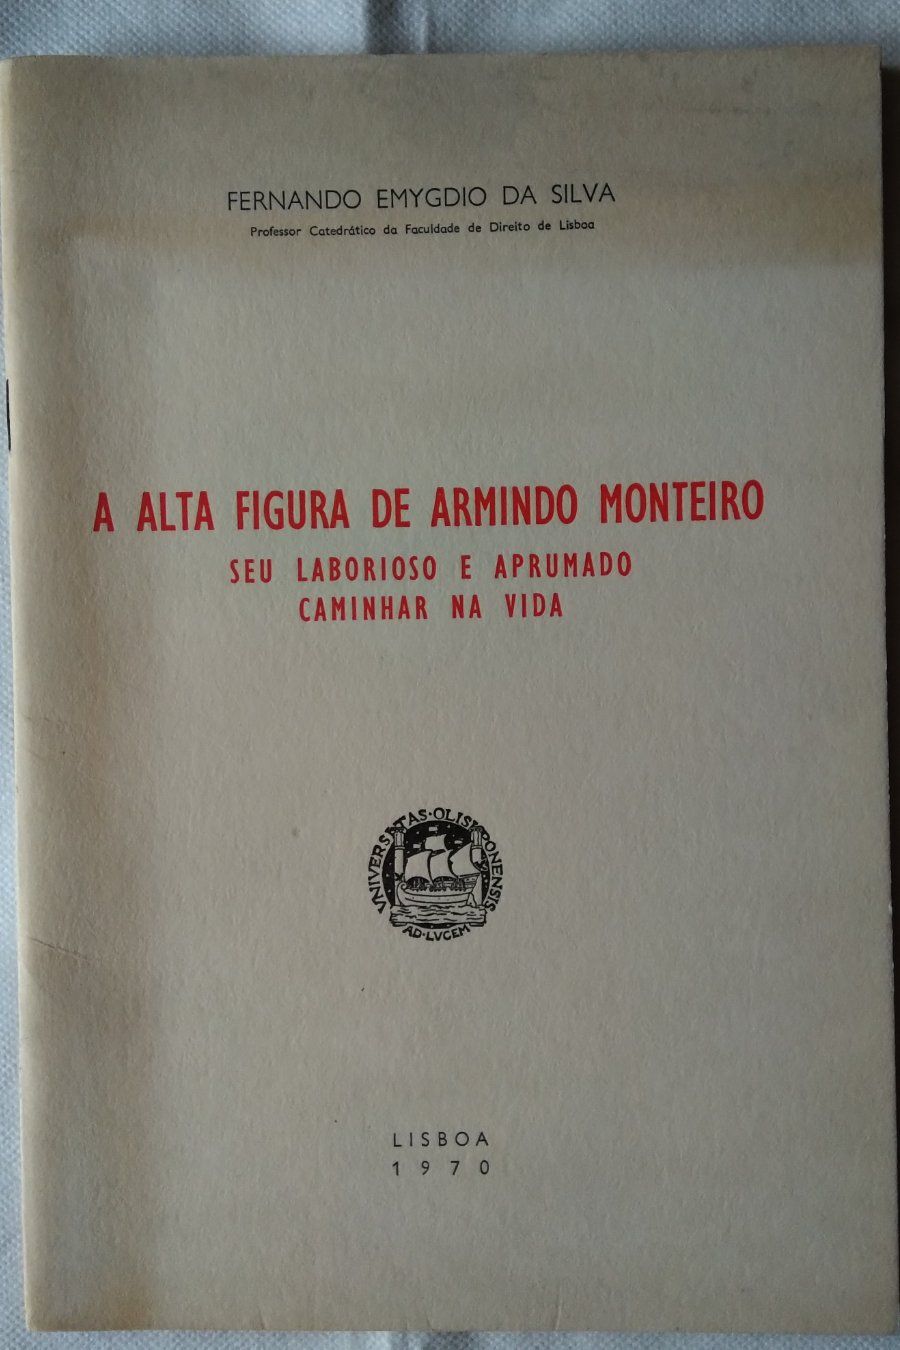 FERNANDO EMYGDIO DA SILVA
Professor Catedrático da Faculdade de Direito de Lisboa
A ALTA FIGURA DE ARMINDO MONTEIRO
SEU LABORIOSO E APRUMADO
CAMINHAR NA VIDA
VNIVERSITAS·OLISIPONENSIS
AD·LVCEM
LISBOA
1970